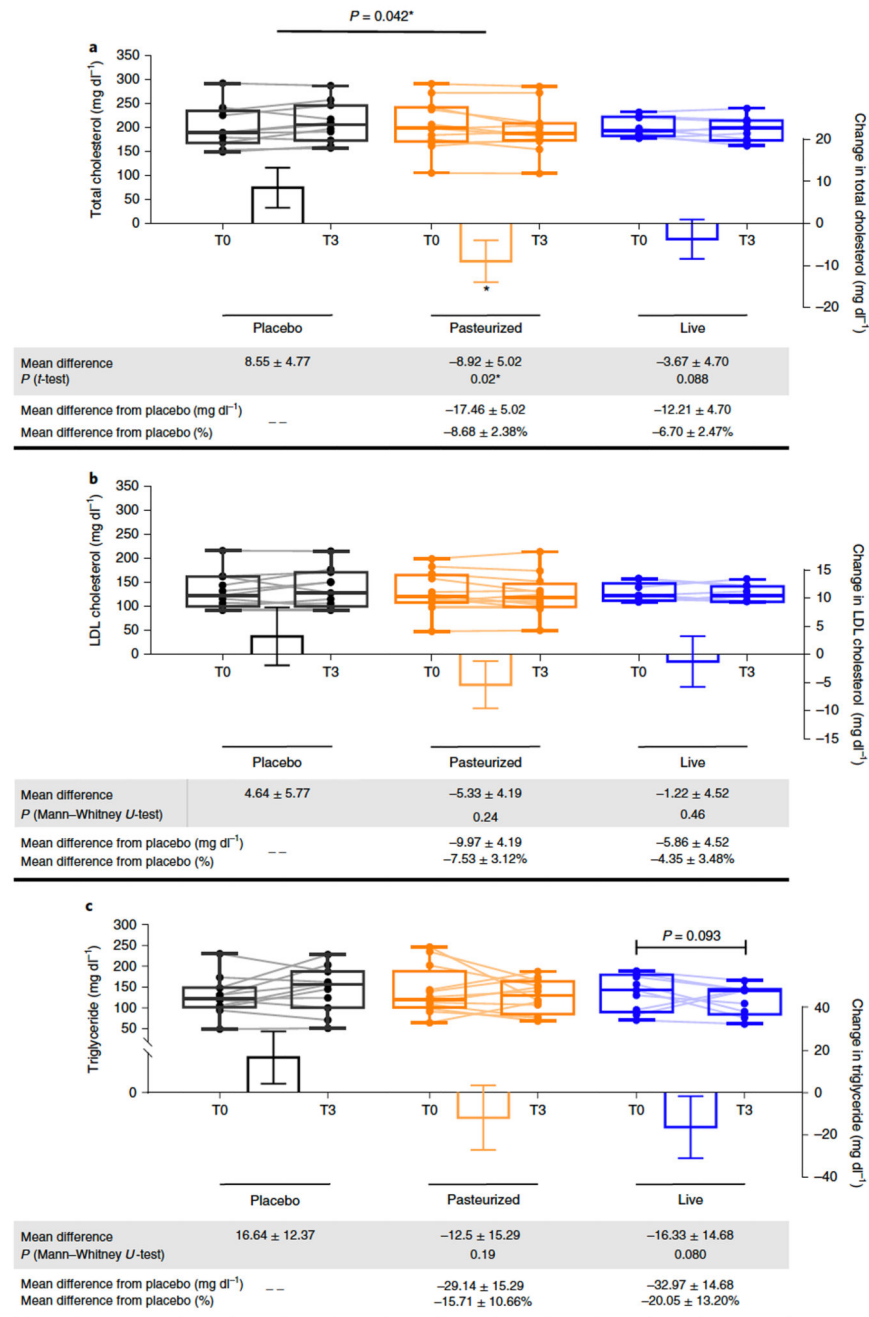 P = 0.042*
a
350
300
250
200
150
100
50
0
Total cholesterol (mg dl⁻¹)
20
10
0
–10
–20
Change in total cholesterol (mg dl⁻¹)
T0 T3 T0 T3 T0 T3
*
Placebo Pasteurized Live
Mean difference 8.55 ± 4.77 –8.92 ± 5.02 –3.67 ± 4.70
P (t-test) 0.02* 0.088
Mean difference from placebo (mg dl⁻¹) –17.46 ± 5.02 –12.21 ± 4.70
– –
Mean difference from placebo (%) –8.68 ± 2.38% –6.70 ± 2.47%
b
350
300
250
200
150
100
50
0
LDL cholesterol (mg dl⁻¹)
15
10
5
0
–5
–10
–15
Change in LDL cholesterol (mg dl⁻¹)
T0 T3 T0 T3 T0 T3
Placebo Pasteurized Live
Mean difference 4.64 ± 5.77 –5.33 ± 4.19 –1.22 ± 4.52
P (Mann–Whitney U-test) 0.24 0.46
Mean difference from placebo (mg dl⁻¹) –9.97 ± 4.19 –5.86 ± 4.52
– –
Mean difference from placebo (%) –7.53 ± 3.12% –4.35 ± 3.48%
c
300
250
200
150
100
50
0
Triglyceride (mg dl⁻¹)
P = 0.093
40
20
0
–20
–40
Change in triglyceride (mg dl⁻¹)
T0 T3 T0 T3 T0 T3
Placebo Pasteurized Live
Mean difference 16.64 ± 12.37 –12.5 ± 15.29 –16.33 ± 14.68
P (Mann–Whitney U-test) 0.19 0.080
Mean difference from placebo (mg dl⁻¹) – – –29.14 ± 15.29 –32.97 ± 14.68
Mean difference from placebo (%) –15.71 ± 10.66% –20.05 ± 13.20%